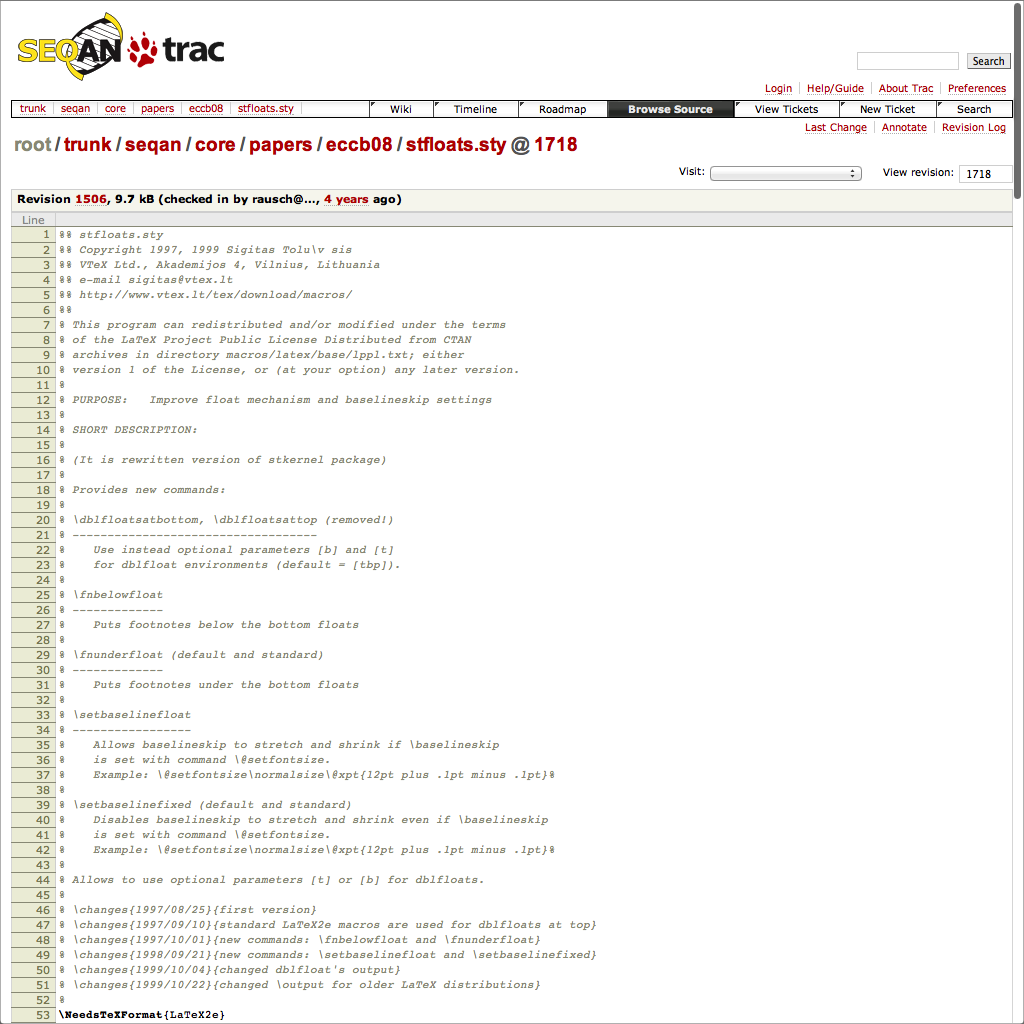 SEQAN trac
Search
Login Help/Guide About Trac Preferences
trunk seqan core papers eccb08 stfloats.sty Wiki Timeline Roadmap Browse Source View Tickets New Ticket Search
Last Change Annotate Revision Log
root / trunk / seqan / core / papers / eccb08 / stfloats.sty @ 1718
Visit: View revision: 1718
Revision 1506, 9.7 kB (checked in by rausch@..., 4 years ago)
Line
1 %% stfloats.sty
2 %% Copyright 1997, 1999 Sigitas Tolu\v sis
3 %% VTeX Ltd., Akademijos 4, Vilnius, Lithuania
4 %% e-mail sigitas@vtex.lt
5 %% http://www.vtex.lt/tex/download/macros/
6 %%
7 % This program can redistributed and/or modified under the terms
8 % of the LaTeX Project Public License Distributed from CTAN
9 % archives in directory macros/latex/base/lppl.txt; either
10 % version 1 of the License, or (at your option) any later version.
11 %
12 % PURPOSE:   Improve float mechanism and baselineskip settings
13 %
14 % SHORT DESCRIPTION:
15 %
16 % (It is rewritten version of stkernel package)
17 %
18 % Provides new commands:
19 %
20 % \dblfloatsatbottom, \dblfloatsattop (removed!)
21 % -----------------------------------
22 %    Use instead optional parameters [b] and [t]
23 %    for dblfloat environments (default = [tbp]).
24 %
25 % \fnbelowfloat
26 % -------------
27 %    Puts footnotes below the bottom floats
28 %
29 % \fnunderfloat (default and standard)
30 % -------------
31 %    Puts footnotes under the bottom floats
32 %
33 % \setbaselinefloat
34 % -----------------
35 %    Allows baselineskip to stretch and shrink if \baselineskip
36 %    is set with command \@setfontsize.
37 %    Example: \@setfontsize\normalsize\@xpt{12pt plus .1pt minus .1pt}%
38 %
39 % \setbaselinefixed (default and standard)
40 %    Disables baselineskip to stretch and shrink even if \baselineskip
41 %    is set with command \@setfontsize.
42 %    Example: \@setfontsize\normalsize\@xpt{12pt plus .1pt minus .1pt}%
43 %
44 % Allows to use optional parameters [t] or [b] for dblfloats.
45 %
46 % \changes{1997/08/25}{first version}
47 % \changes{1997/09/10}{standard LaTeX2e macros are used for dblfloats at top}
48 % \changes{1997/10/01}{new commands: \fnbelowfloat and \fnunderfloat}
49 % \changes{1998/09/21}{new commands: \setbaselinefloat and \setbaselinefixed}
50 % \changes{1999/10/04}{changed dblfloat's output}
51 % \changes{1999/10/22}{changed \output for older LaTeX distributions}
52 %
53 \NeedsTeXFormat{LaTeX2e}